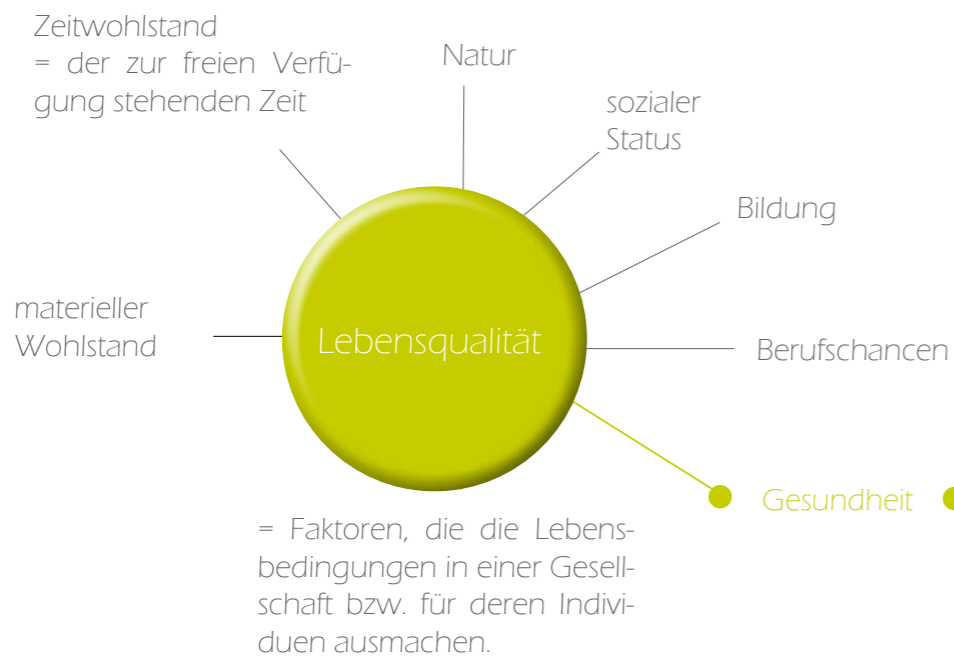 Zeitwohlstand
= der zur freien Verfü-
gung stehenden Zeit
Natur
sozialer
Status
Bildung
materieller
Wohlstand
Lebensqualität
Berufschancen
Gesundheit
= Faktoren, die die Lebens-
bedingungen in einer Gesell-
schaft bzw. für deren Indivi-
duen ausmachen.